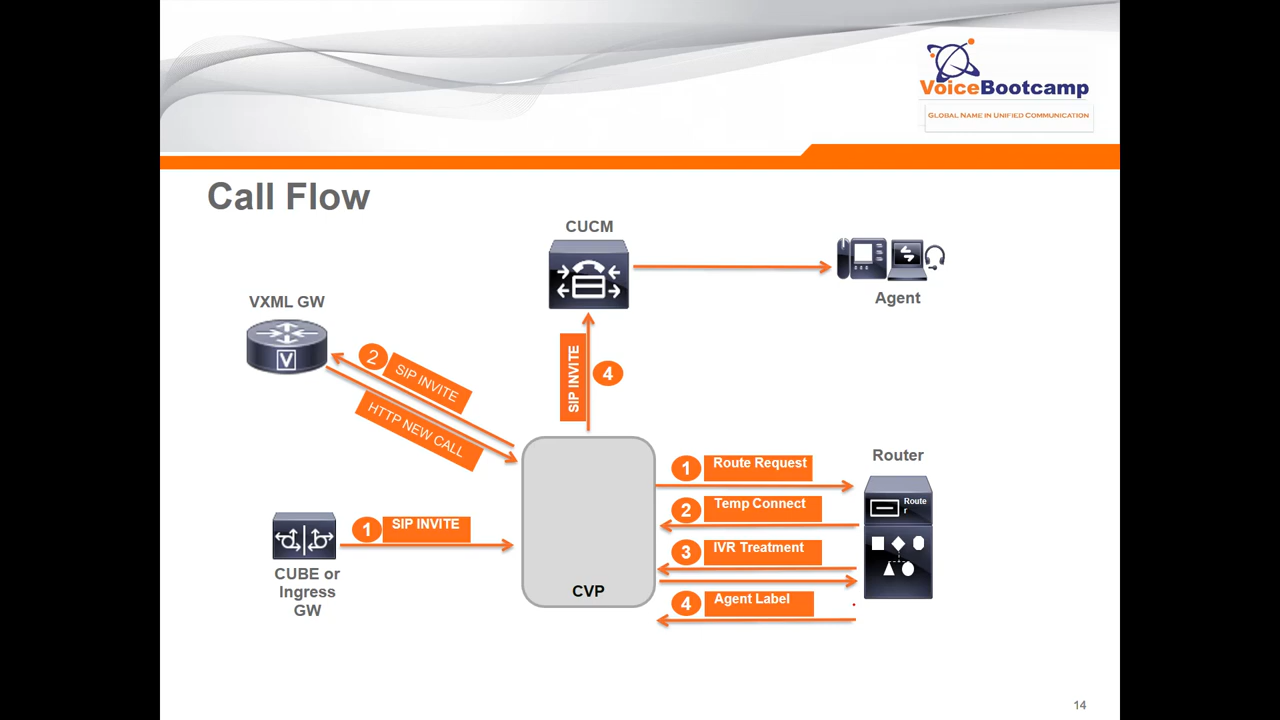 VoiceBootcamp
GLOBAL NAME IN UNIFIED COMMUNICATION
Call Flow
CUCM
Agent
VXML GW
2
SIP INVITE
HTTP NEW CALL
SIP INVITE
4
Router
1
Route Request
2
Temp Connect
Route
r
1
SIP INVITE
3
IVR Treatment
CUBE or
Ingress
GW
V
CVP
4
Agent Label
14